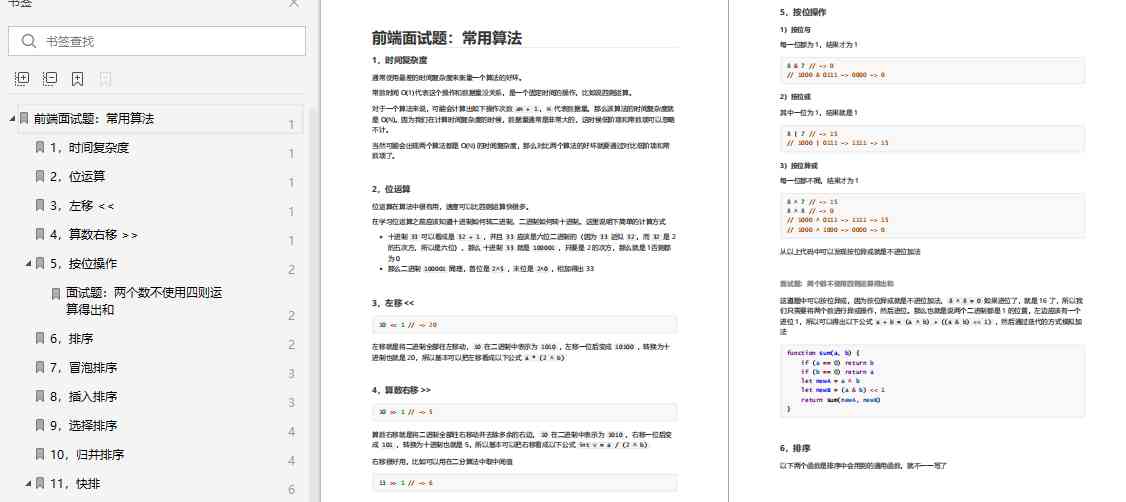 书签
书签查找
前端面试题：常用算法 1
1，时间复杂度 1
2，位运算 1
3，左移 << 1
4，算数右移 >> 1
5，按位操作 2
面试题：两个数不使用四则运
算得出和 2
6，排序 2
7，冒泡排序 3
8，插入排序 3
9，选择排序 4
10，归并排序 4
11，快排 6
前端面试题：常用算法
1，时间复杂度
通常使用最差的时间复杂度来衡量一个算法的好坏。
常数时间 O(1)代表这个操作和数据量没关系，是一个固定时间的操作，比如说四则运算。
对于一个算法来说，可能会计算出如下操作次数 aN + 1，N 代表数据量。那么该算法的时间复杂度就
是 O(N)。因为我们在计算时间复杂度的时候，数据量通常是非常大的，这时候低阶项和常数项可以忽略
不计。
当然可能会出现两个算法都是 O(N) 的时间复杂度，那么对比两个算法的好坏就要通过对比低阶项和常
数项了。
2，位运算
位运算在算法中很有用，速度可以比四则运算快很多。
在学习位运算之前应该知道十进制如何转二进制，二进制如何转十进制。这里说明下简单的计算方式
• 十进制 33 可以看成是 32 + 1 ，并且 33 应该是六位二进制的（因为 33 近似 32 ，而 32 是 2
的五次方，所以是六位），那么十进制 33 就是 100001 ，只要是 2 的次方，那么就是 1否则都
为 0
• 那么二进制 100001 同理，首位是 2^5 ，末位是 2^0 ，相加得出 33
3，左移 <<
10 << 1 // -> 20
左移就是将二进制全部往左移动， 10 在二进制中表示为 1010 ，左移一位后变成 10100 ，转换为十
进制也就是 20，所以基本可以把左移看成以下公式 a * (2 ^ b)
4，算数右移 >>
10 >> 1 // -> 5
算数右移就是将二进制全部往右移动并去除多余的右边， 10 在二进制中表示为 1010 ，右移一位后变
成 101 ，转换为十进制也就是 5，所以基本可以把右移看成以下公式 int v = a / (2 ^ b)
右移很好用，比如可以用在二分算法中取中间值
13 >> 1 // -> 6
5，按位操作
1）按位与
每一位都为 1，结果才为 1
8 & 7 // -> 0
// 1000 & 0111 -> 0000 -> 0
2）按位或
其中一位为 1，结果就是 1
8 | 7 // -> 15
// 1000 | 0111 -> 1111 -> 15
3）按位异或
每一位都不同，结果才为 1
8 ^ 7 // -> 15
8 ^ 8 // -> 0
// 1000 ^ 0111 -> 1111 -> 15
// 1000 ^ 1000 -> 0000 -> 0
从以上代码中可以发现按位异或就是不进位加法
面试题：两个数不使用四则运算得出和
这道题中可以按位异或，因为按位异或就是不进位加法， 8 ^ 8 = 0 如果进位了，就是 16 了，所以我
们只需要将两个数进行异或操作，然后进位。那么也就是说两个二进制都是 1 的位置，左边应该有一个
进位 1，所以可以得出以下公式 a + b = (a ^ b) + ((a & b) << 1) ，然后通过迭代的方式模拟加
法
function sum(a, b) {
if (a == 0) return b
if (b == 0) return a
let newA = a ^ b
let newB = (a & b) << 1
return sum(newA, newB)
}
6，排序
以下两个函数是排序中会用到的通用函数，就不一一写了